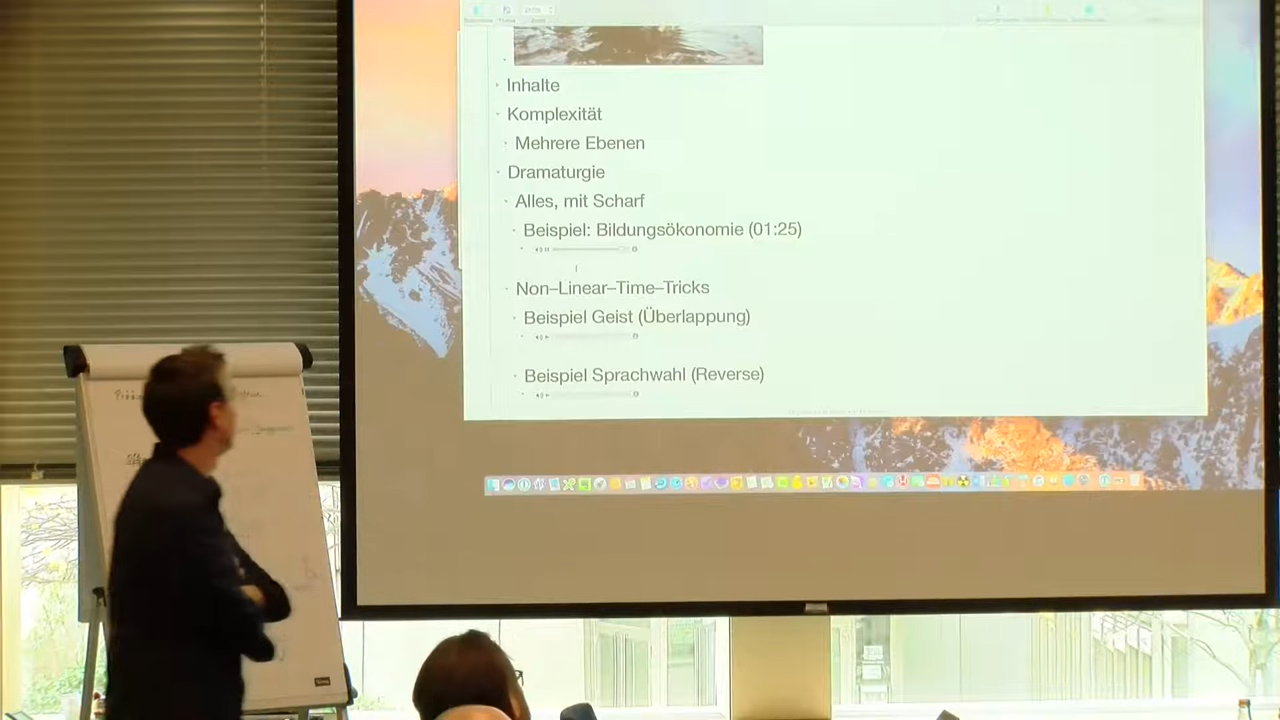 Inhalte
Komplexität
Mehrere Ebenen
Dramaturgie
Alles, mit Scharf
Beispiel: Bildungsökonomie (01:25)
Non–Linear–Time–Tricks
Beispiel Geist (Überlappung)
Beispiel Sprachwahl (Reverse)